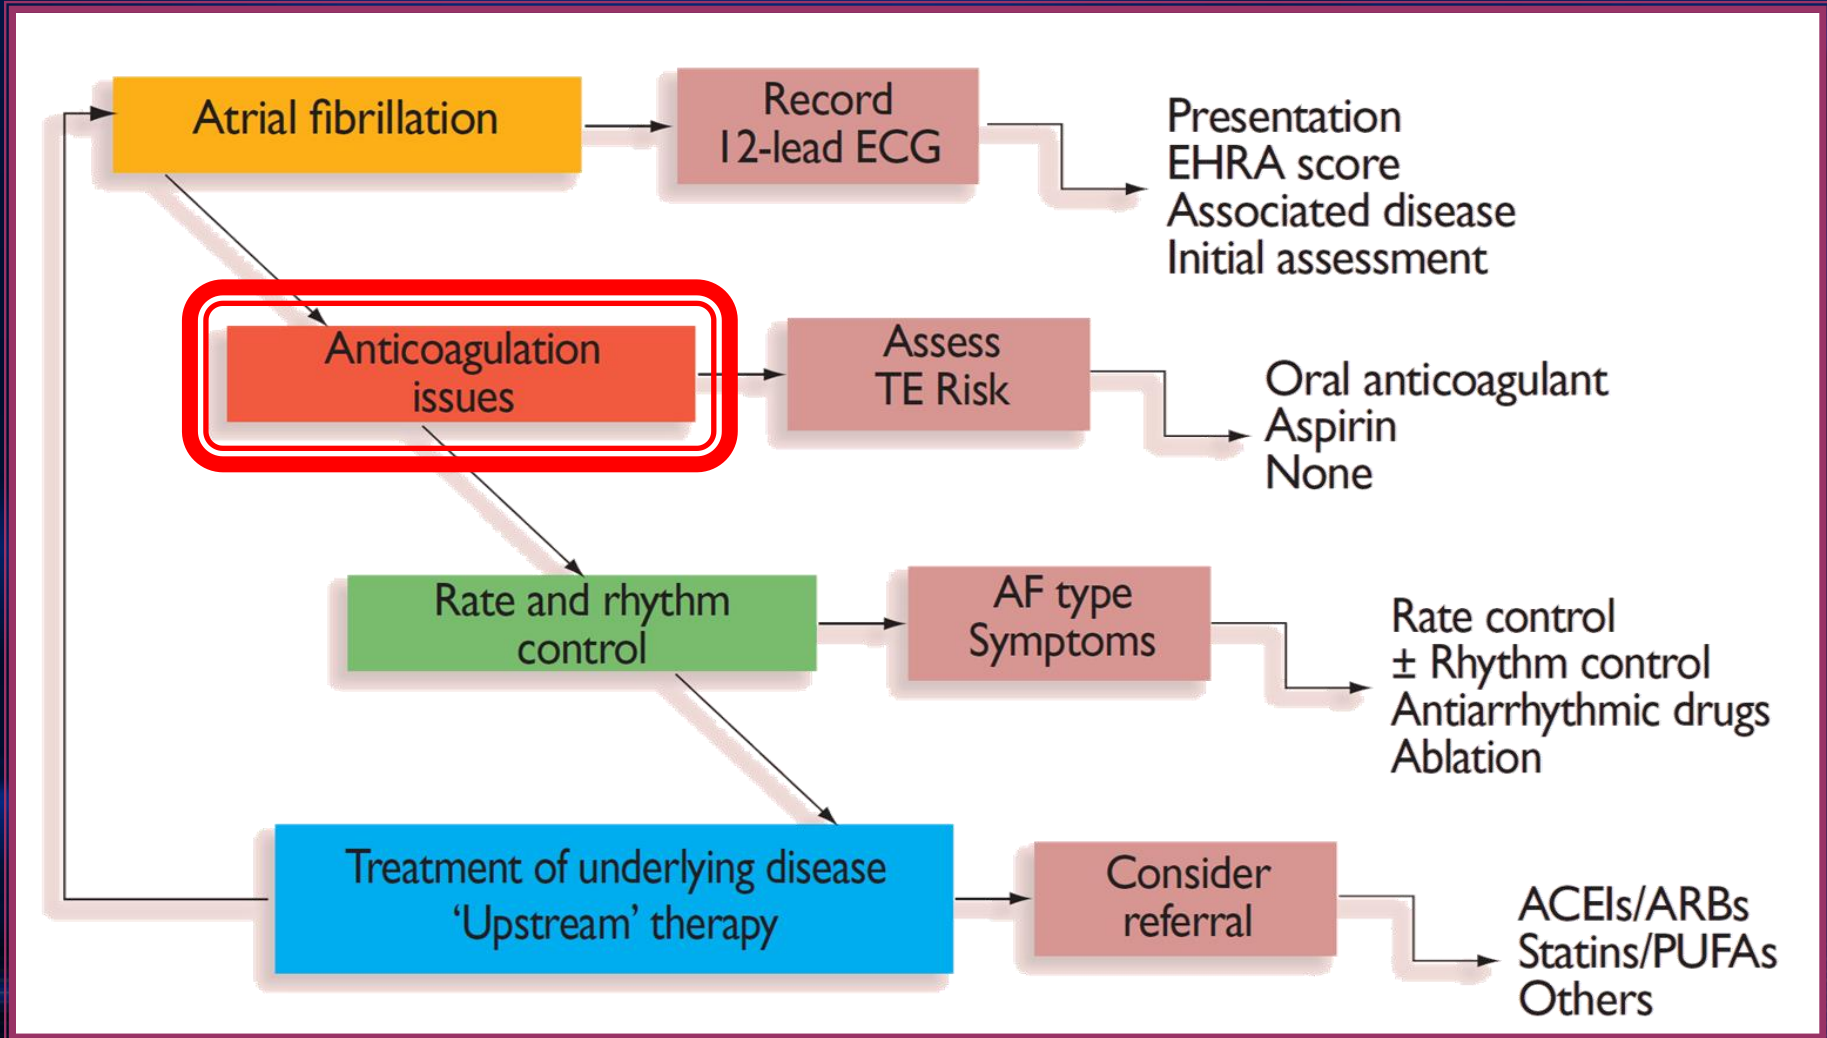 Atrial fibrillation
Record
12-lead ECG
Presentation
EHRA score
Associated disease
Initial assessment
Anticoagulation
issues
Assess
TE Risk
Oral anticoagulant
Aspirin
None
Rate and rhythm
control
AF type
Symptoms
Rate control
± Rhythm control
Antiarrhythmic drugs
Ablation
Treatment of underlying disease
‘Upstream’ therapy
Consider
referral
ACEIs/ARBs
Statins/PUFAs
Others